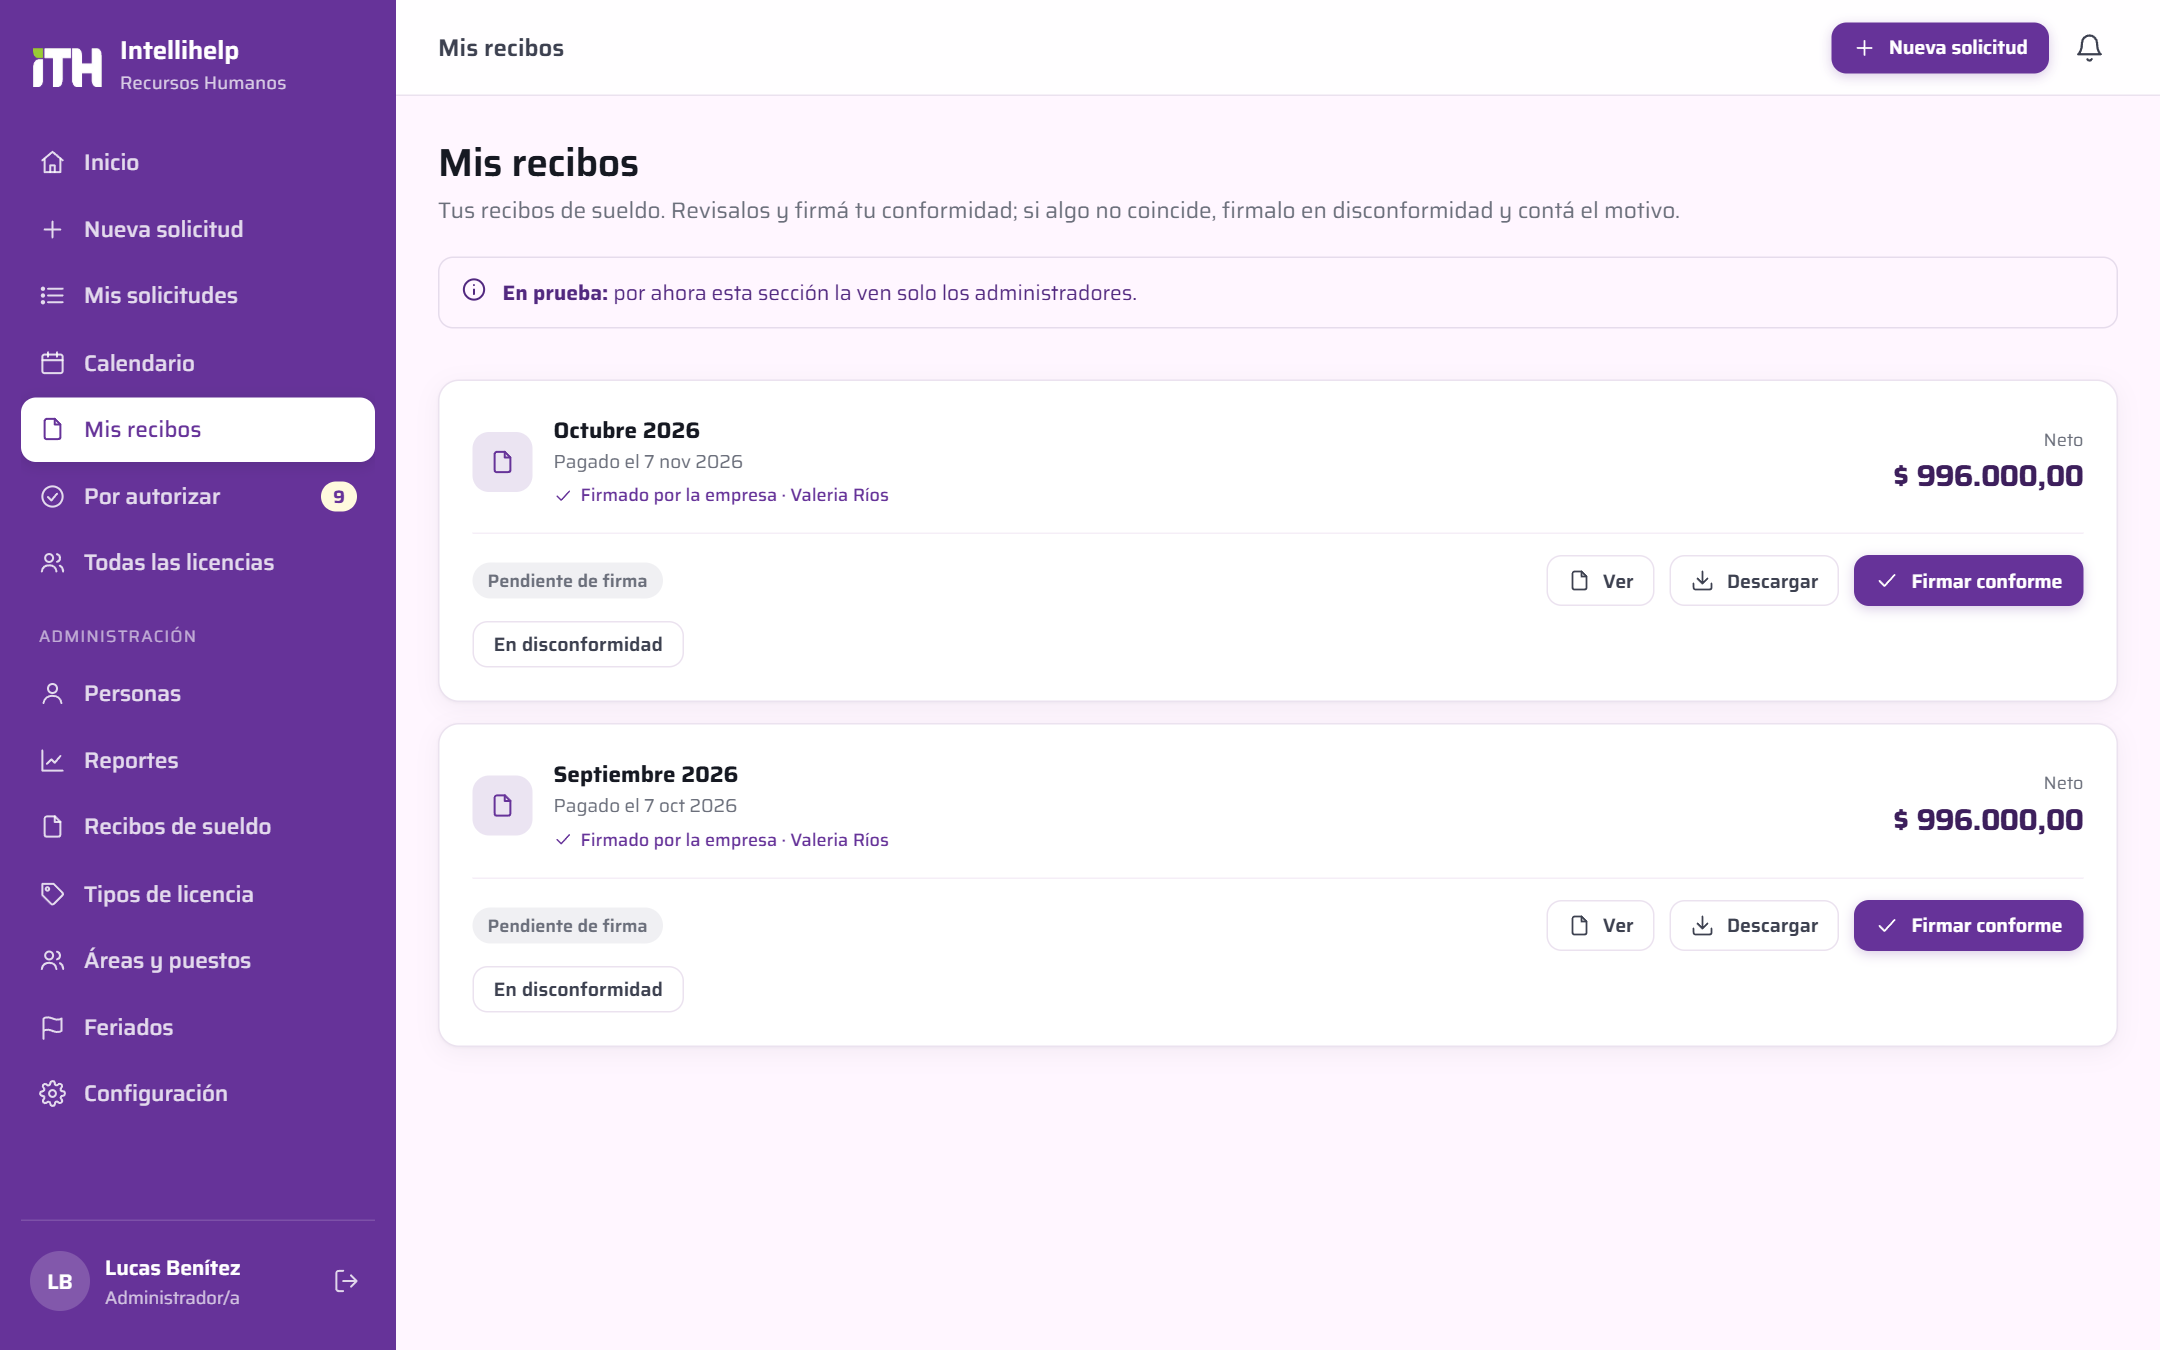 iTH
Intellihelp
Recursos Humanos
Inicio
Nueva solicitud
Mis solicitudes
Calendario
Mis recibos
Por autorizar 9
Todas las licencias
ADMINISTRACIÓN
Personas
Reportes
Recibos de sueldo
Tipos de licencia
Áreas y puestos
Feriados
Configuración
LB
Lucas Benítez
Administrador/a
Mis recibos
Nueva solicitud
Mis recibos
Tus recibos de sueldo. Revisalos y firmá tu conformidad; si algo no coincide, firmalo en disconformidad y contá el motivo.
En prueba: por ahora esta sección la ven solo los administradores.
Octubre 2026
Pagado el 7 nov 2026
Firmado por la empresa · Valeria Ríos
Neto
$ 996.000,00
Pendiente de firma
Ver
Descargar
Firmar conforme
En disconformidad
Septiembre 2026
Pagado el 7 oct 2026
Firmado por la empresa · Valeria Ríos
Neto
$ 996.000,00
Pendiente de firma
Ver
Descargar
Firmar conforme
En disconformidad